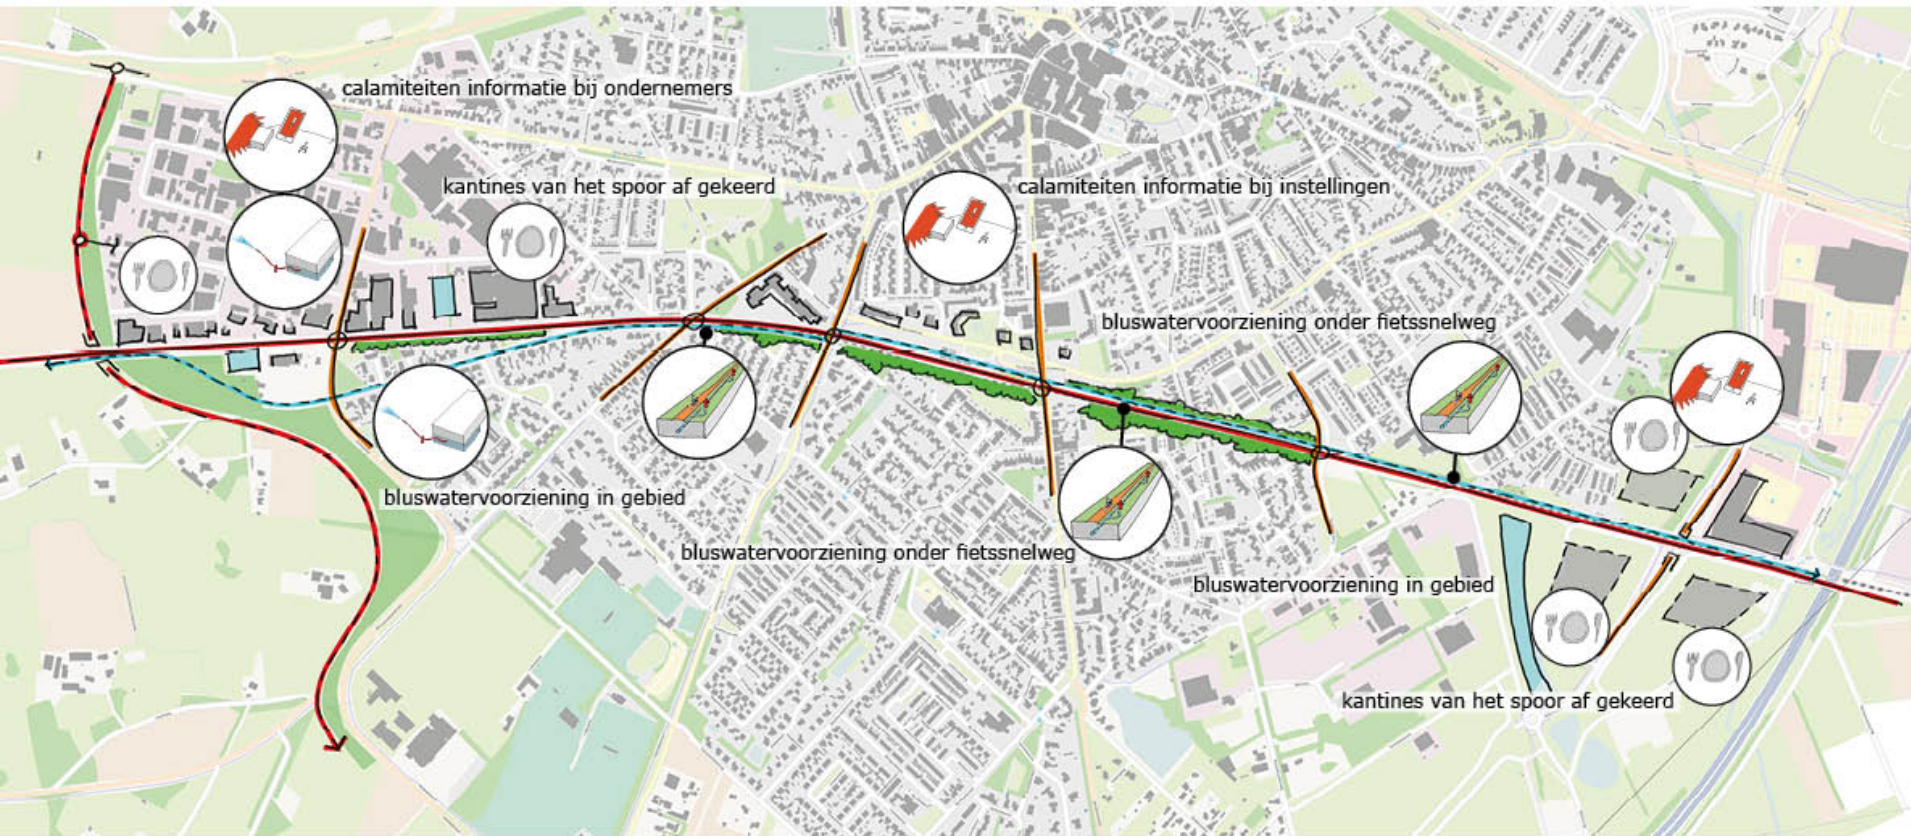 calamiteiten informatie bij ondernemers
kantines van het spoor af gekeerd
calamiteiten informatie bij instellingen
bluswatervoorziening onder fietssnelweg
bluswatervoorziening in gebied
bluswatervoorziening onder fietssnelweg
bluswatervoorziening in gebied
kantines van het spoor af gekeerd